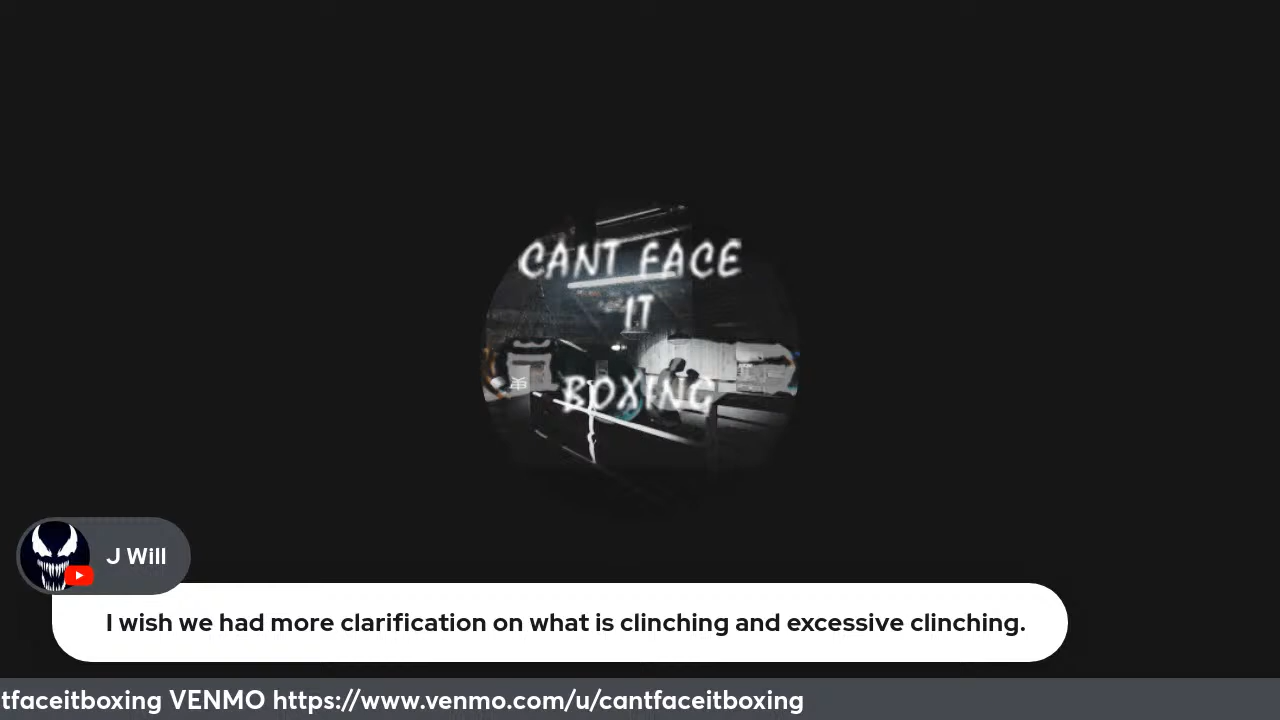 CANT FACE
IT
BOXING
J Will
I wish we had more clarification on what is clinching and excessive clinching.
tfaceitboxing VENMO https://www.venmo.com/u/cantfaceitboxing